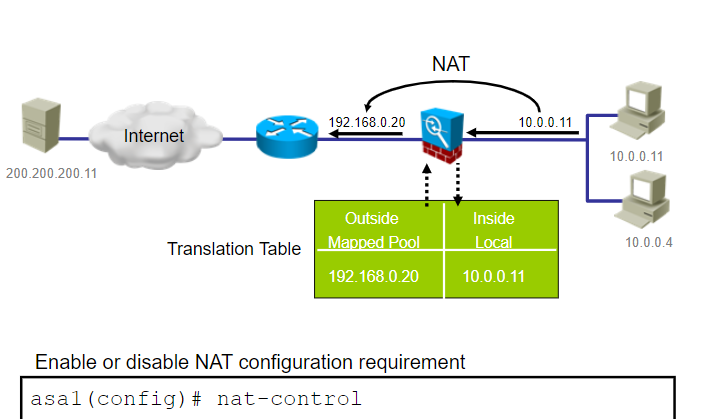 NAT
192.168.0.20
10.0.0.11
Internet
200.200.200.11
10.0.0.11
10.0.0.4
Translation Table
Outside Mapped Pool
Inside Local
192.168.0.20
10.0.0.11
Enable or disable NAT configuration requirement
asa1(config)# nat-control